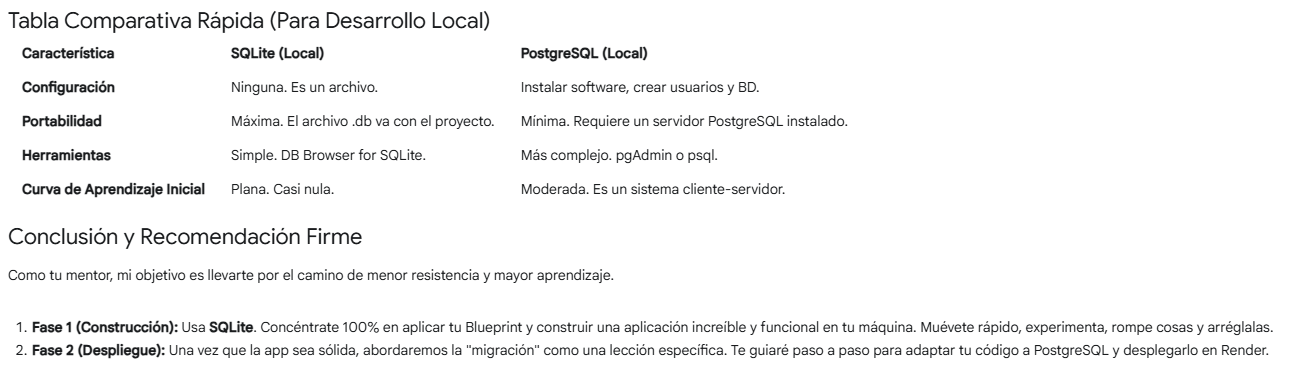 Tabla Comparativa Rápida (Para Desarrollo Local)
Característica SQLite (Local) PostgreSQL (Local)
Configuración Ninguna. Es un archivo. Instalar software, crear usuarios y BD.
Portabilidad Máxima. El archivo .db va con el proyecto. Mínima. Requiere un servidor PostgreSQL instalado.
Herramientas Simple. DB Browser for SQLite. Más complejo. pgAdmin o psql.
Curva de Aprendizaje Inicial Plana. Casi nula. Moderada. Es un sistema cliente-servidor.
Conclusión y Recomendación Firme
Como tu mentor, mi objetivo es llevarte por el camino de menor resistencia y mayor aprendizaje.
1. Fase 1 (Construcción): Usa SQLite. Concéntrate 100% en aplicar tu Blueprint y construir una aplicación increíble y funcional en tu máquina. Muévete rápido, experimenta, rompe cosas y arréglalas.
2. Fase 2 (Despliegue): Una vez que la app sea sólida, abordaremos la "migración" como una lección específica. Te guiaré paso a paso para adaptar tu código a PostgreSQL y desplegarlo en Render.